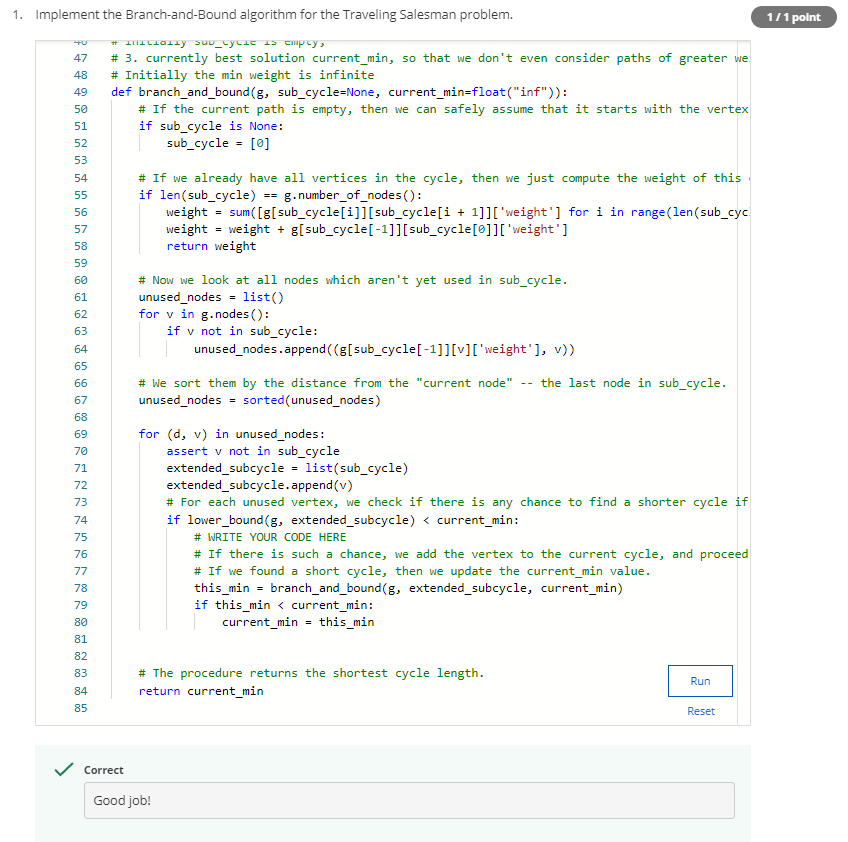 1. Implement the Branch-and-Bound algorithm for the Traveling Salesman problem.
1 / 1 point
46 # Initially sub_cycle is empty;
47 # 3. currently best solution current_min, so that we don't even consider paths of greater we
48 # Initially the min weight is infinite
49 def branch_and_bound(g, sub_cycle=None, current_min=float("inf")):
50     # If the current path is empty, then we can safely assume that it starts with the vertex
51     if sub_cycle is None:
52         sub_cycle = [0]
53
54     # If we already have all vertices in the cycle, then we just compute the weight of this
55     if len(sub_cycle) == g.number_of_nodes():
56         weight = sum([g[sub_cycle[i]][sub_cycle[i + 1]]['weight'] for i in range(len(sub_cyc
57         weight = weight + g[sub_cycle[-1]][sub_cycle[0]]['weight']
58         return weight
59
60     # Now we look at all nodes which aren't yet used in sub_cycle.
61     unused_nodes = list()
62     for v in g.nodes():
63         if v not in sub_cycle:
64             unused_nodes.append((g[sub_cycle[-1]][v]['weight'], v))
65
66     # We sort them by the distance from the "current node" -- the last node in sub_cycle.
67     unused_nodes = sorted(unused_nodes)
68
69     for (d, v) in unused_nodes:
70         assert v not in sub_cycle
71         extended_subcycle = list(sub_cycle)
72         extended_subcycle.append(v)
73         # For each unused vertex, we check if there is any chance to find a shorter cycle if
74         if lower_bound(g, extended_subcycle) < current_min:
75             # WRITE YOUR CODE HERE
76             # If there is such a chance, we add the vertex to the current cycle, and proceed
77             # If we found a short cycle, then we update the current_min value.
78             this_min = branch_and_bound(g, extended_subcycle, current_min)
79             if this_min < current_min:
80                 current_min = this_min
81
82
83     # The procedure returns the shortest cycle length.
84     return current_min
85
Run
Reset
Correct
Good job!